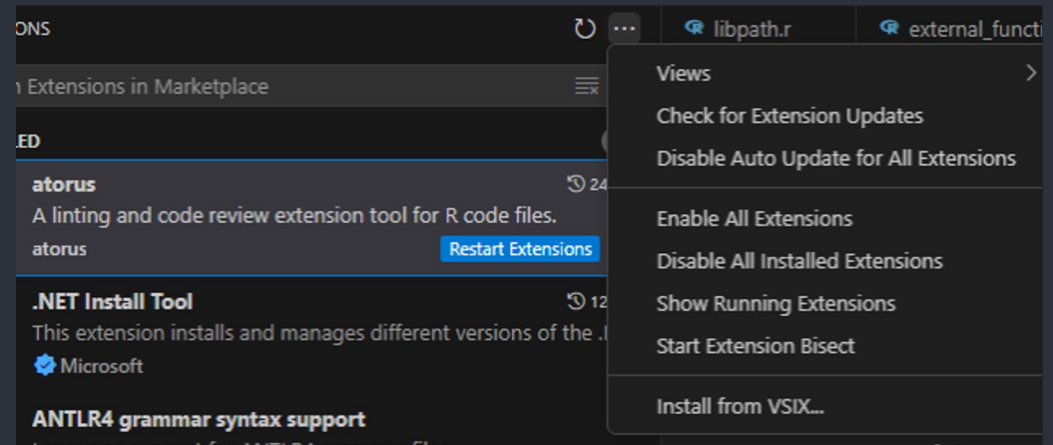 ONS
libpath.r
external_functi
Extensions in Marketplace
Views
Check for Extension Updates
Disable Auto Update for All Extensions
Enable All Extensions
Disable All Installed Extensions
Show Running Extensions
Start Extension Bisect
Install from VSIX...
LED
atorus
24
A linting and code review extension tool for R code files.
atorus
Restart Extensions
.NET Install Tool
12
This extension installs and manages different versions of the .
Microsoft
ANTLR4 grammar syntax support